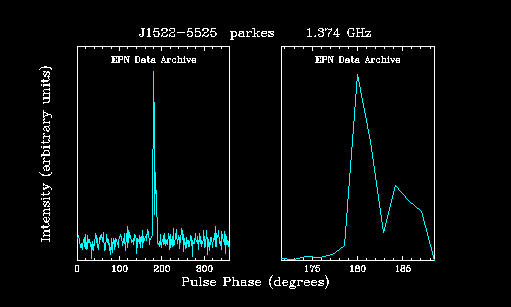 J1522-5525 parkes 1.374 GHz
EPN Data Archive EPN Data Archive
Intensity (arbitrary units)
0 100 200 300 175 180 185
Pulse Phase (degrees)